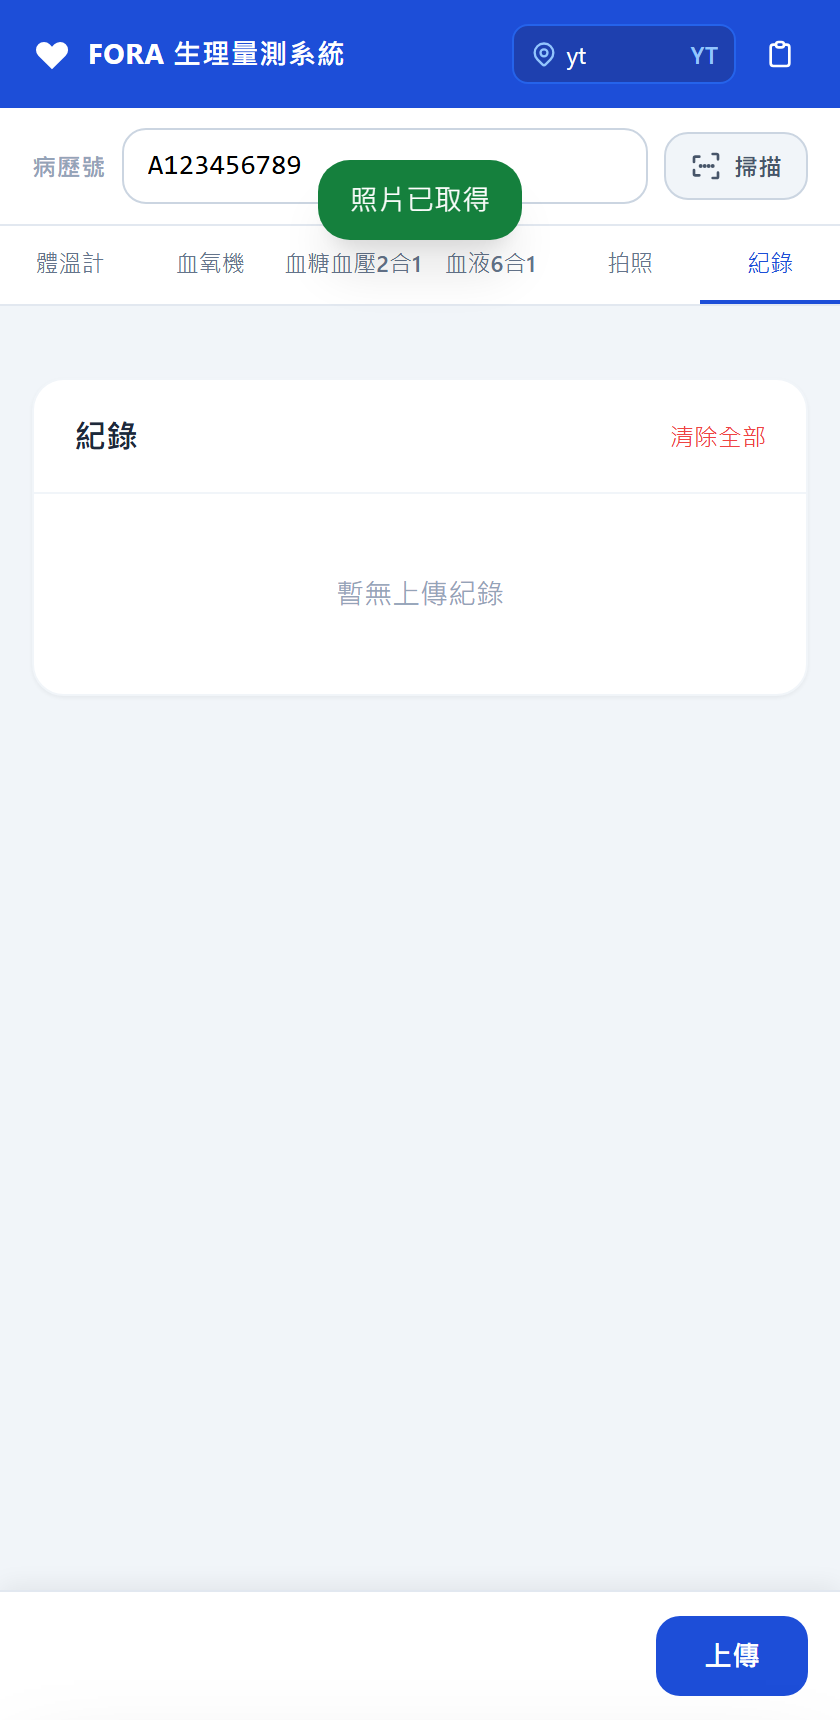 FORA 生理量測系統
yt
YT
病歷號
A123456789
掃描
照片已取得
體溫計
血氧機
血糖血壓2合1
血液6合1
拍照
紀錄
紀錄
清除全部
暫無上傳紀錄
上傳